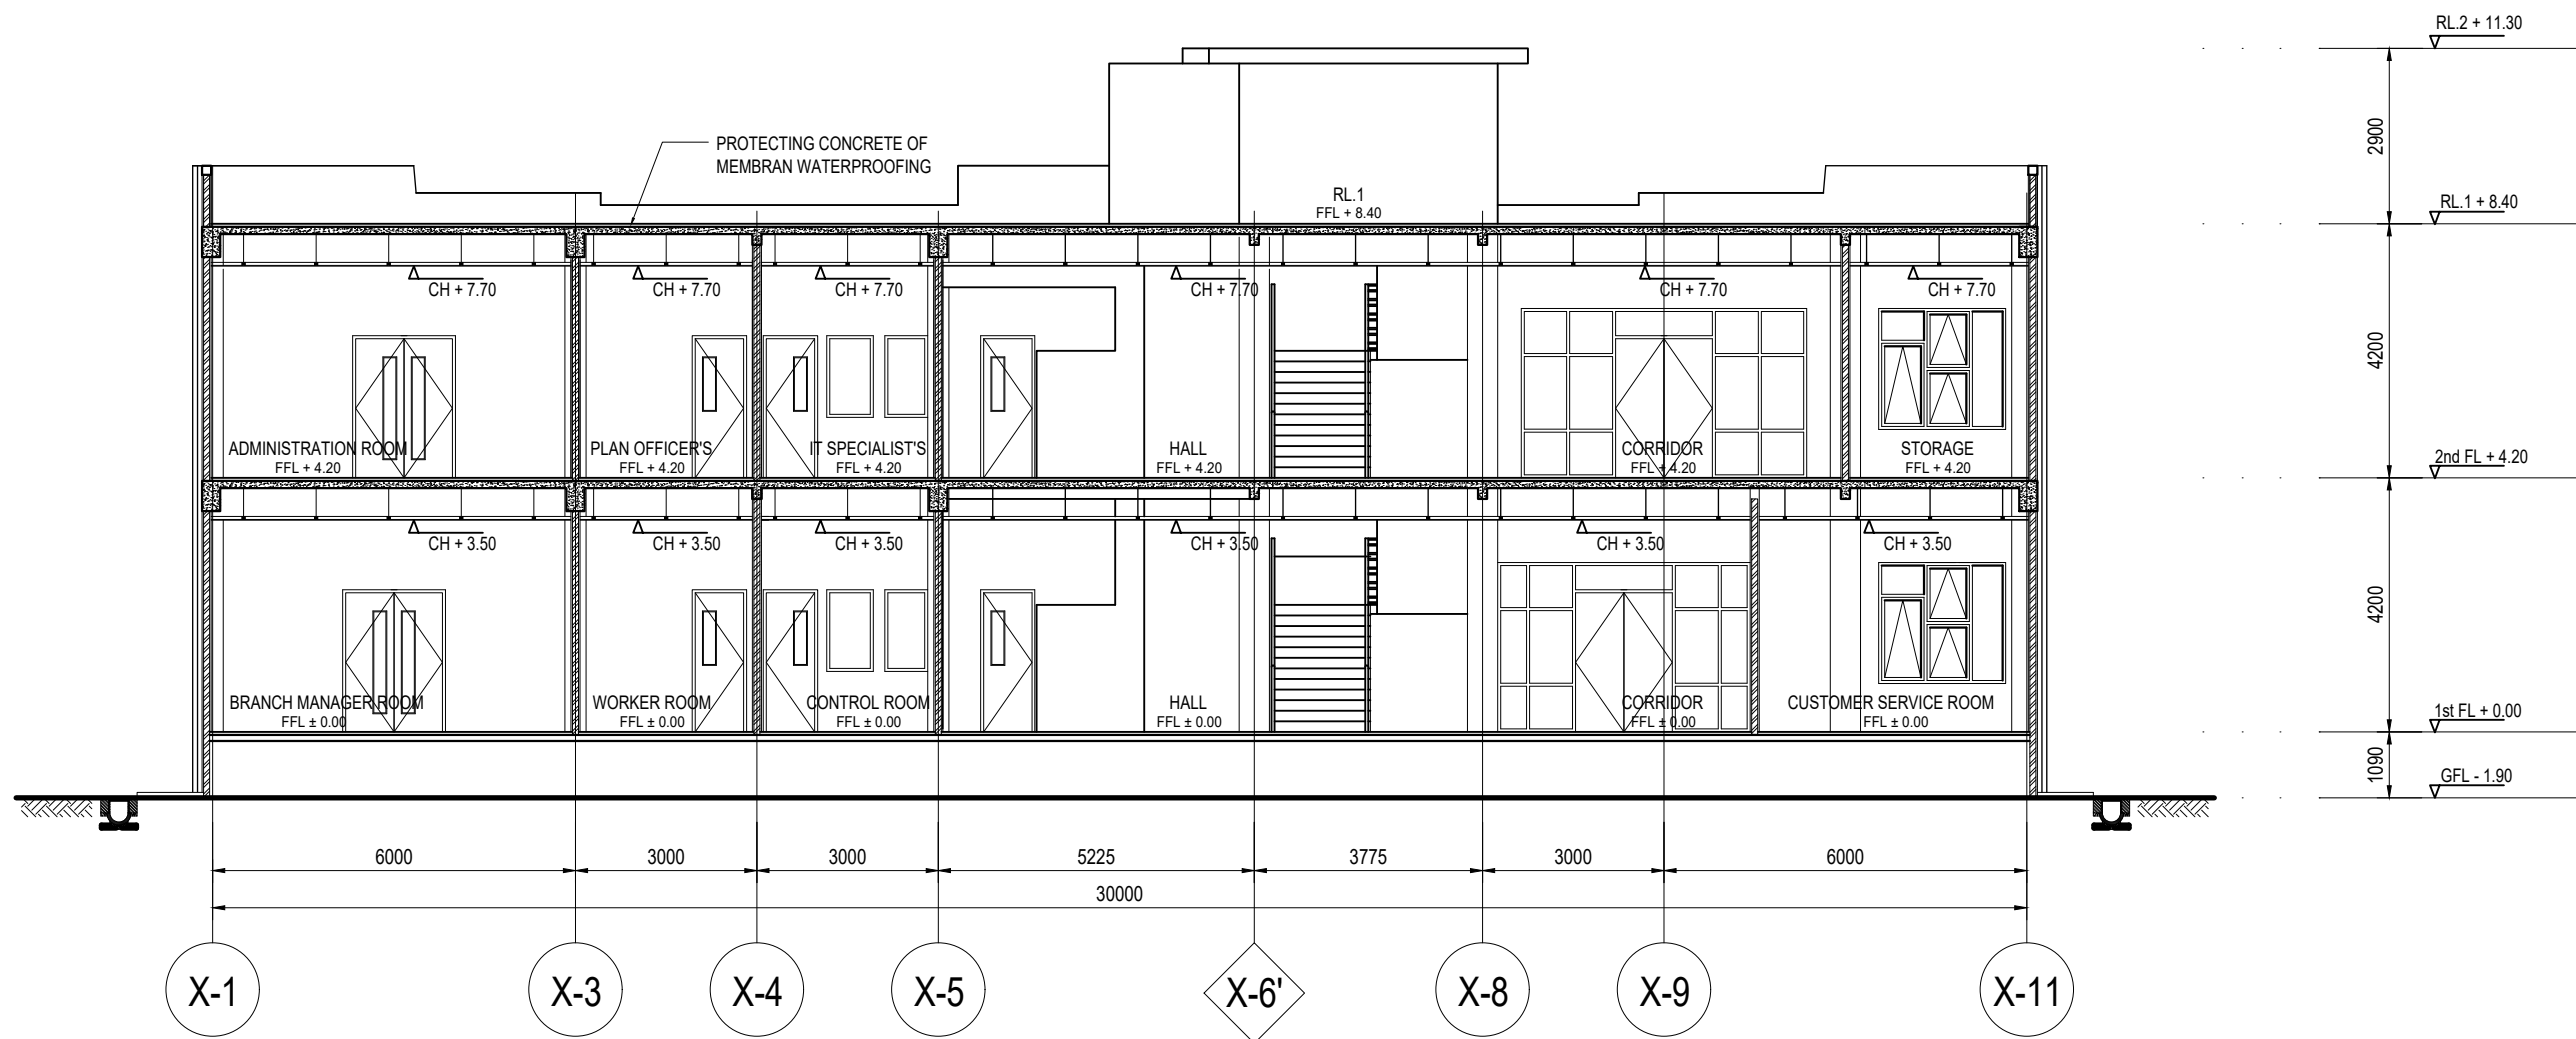 RL.2 + 11.30
2900
PROTECTING CONCRETE OF
MEMBRAN WATERPROOFING
RL.1
FFL + 8.40
RL.1 + 8.40
CH + 7.70
CH + 7.70
CH + 7.70
CH + 7.70
CH + 7.70
CH + 7.70
4200
ADMINISTRATION ROOM
FFL + 4.20
PLAN OFFICER'S
FFL + 4.20
IT SPECIALIST'S
FFL + 4.20
HALL
FFL + 4.20
CORRIDOR
FFL + 4.20
STORAGE
FFL + 4.20
2nd FL + 4.20
CH + 3.50
CH + 3.50
CH + 3.50
CH + 3.50
CH + 3.50
CH + 3.50
4200
BRANCH MANAGER ROOM
FFL ± 0.00
WORKER ROOM
FFL ± 0.00
CONTROL ROOM
FFL ± 0.00
HALL
FFL ± 0.00
CORRIDOR
FFL ± 0.00
CUSTOMER SERVICE ROOM
FFL ± 0.00
1st FL + 0.00
1090
GFL - 1.90
6000
3000
3000
5225
3775
3000
6000
30000
X-1
X-3
X-4
X-5
X-6'
X-8
X-9
X-11